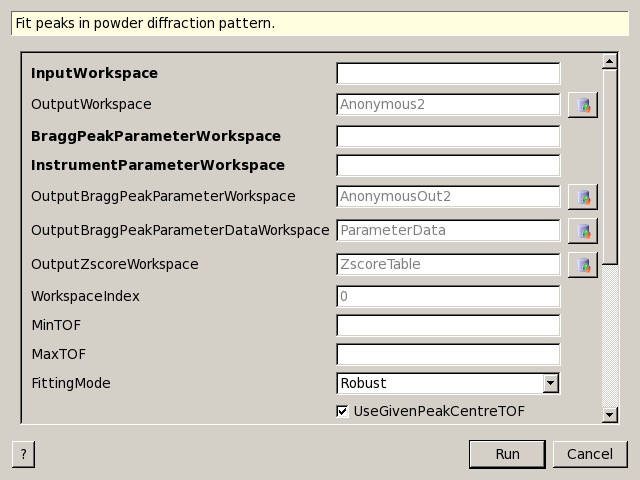 Fit peaks in powder diffraction pattern.
InputWorkspace
OutputWorkspace Anonymous2
BraggPeakParameterWorkspace
InstrumentParameterWorkspace
OutputBraggPeakParameterWorkspace AnonymousOut2
OutputBraggPeakParameterDataWorkspace ParameterData
OutputZscoreWorkspace ZscoreTable
WorkspaceIndex 0
MinTOF
MaxTOF
FittingMode Robust
UseGivenPeakCentreTOF
? Run Cancel